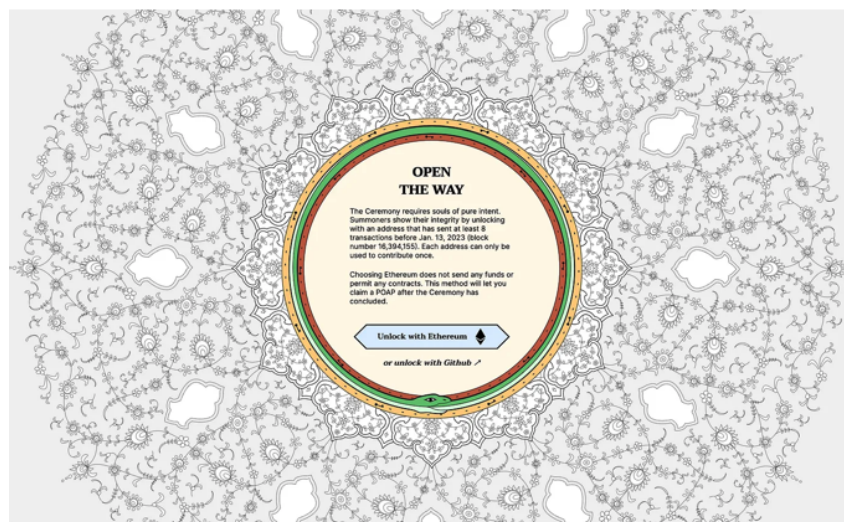 OPEN
THE WAY
The Ceremony requires souls of pure intent.
Summoners show their integrity by unlocking
with an address that has sent at least 8
transactions before Jan. 13, 2023 (block
number 16,394,155). Each address can only be
used to contribute once.
Choosing Ethereum does not send any funds or
permit any contracts. This method will let you
claim a POAP after the Ceremony has
concluded.
Unlock with Ethereum
or unlock with Github ↗